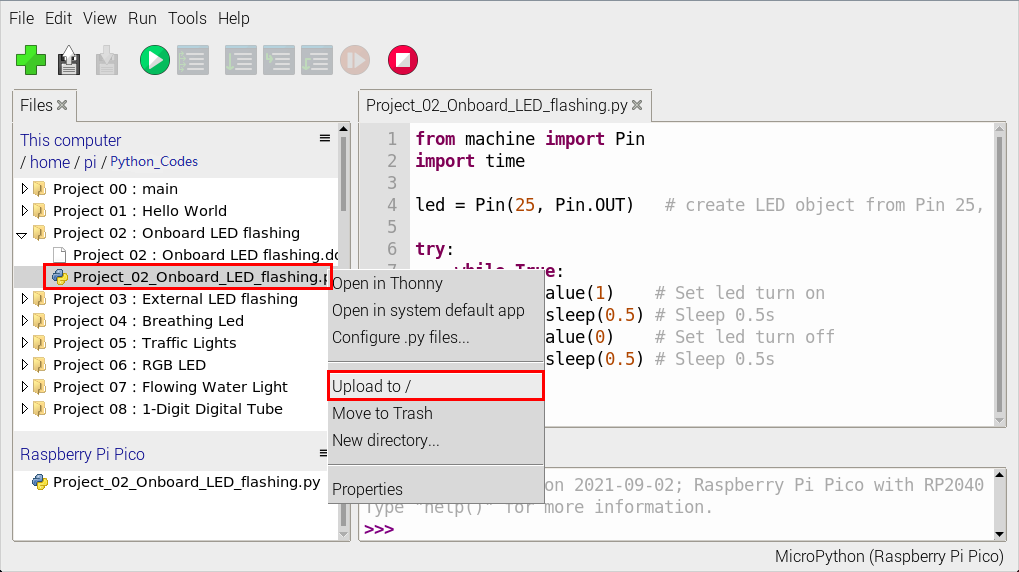 File Edit View Run Tools Help
Files
Project_02_Onboard_LED_flashing.py
This computer
/ home / pi / Python_Codes
Project 00 : main
Project 01 : Hello World
Project 02 : Onboard LED flashing
Project 02 : Onboard LED flashing.do
Project_02_Onboard_LED_flashing.p
Project 03 : External LED flashing
Project 04 : Breathing Led
Project 05 : Traffic Lights
Project 06 : RGB LED
Project 07 : Flowing Water Light
Project 08 : 1-Digit Digital Tube
Raspberry Pi Pico
Project_02_Onboard_LED_flashing.py
1 from machine import Pin
2 import time
3
4 led = Pin(25, Pin.OUT) # create LED object from Pin 25,
5
6 try:
7 while True:
alue(1) # Set led turn on
sleep(0.5) # Sleep 0.5s
alue(0) # Set led turn off
sleep(0.5) # Sleep 0.5s
Open in Thonny
Open in system default app
Configure .py files...
Upload to /
Move to Trash
New directory...
Properties
on 2021-09-02; Raspberry Pi Pico with RP2040
Type "help()" for more information.
>>>
MicroPython (Raspberry Pi Pico)